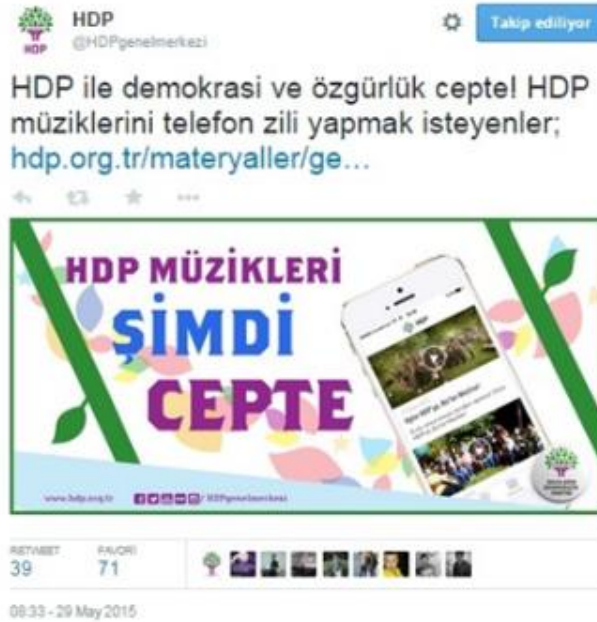 HDP
@HDPgenelmerkezi
Takip ediliyor
HDP
HDP ile demokrasi ve özgürlük cepte! HDP
müziklerini telefon zili yapmak isteyenler;
hdp.org.tr/materyaller/ge...
HDP MÜZİKLERİ
ŞİMDİ
CEPTE
HDP
www.hdp.org.tr
/HDPgenelmerkezi
RETWEET
FAVORİ
39
71
08:33 - 29 May 2015